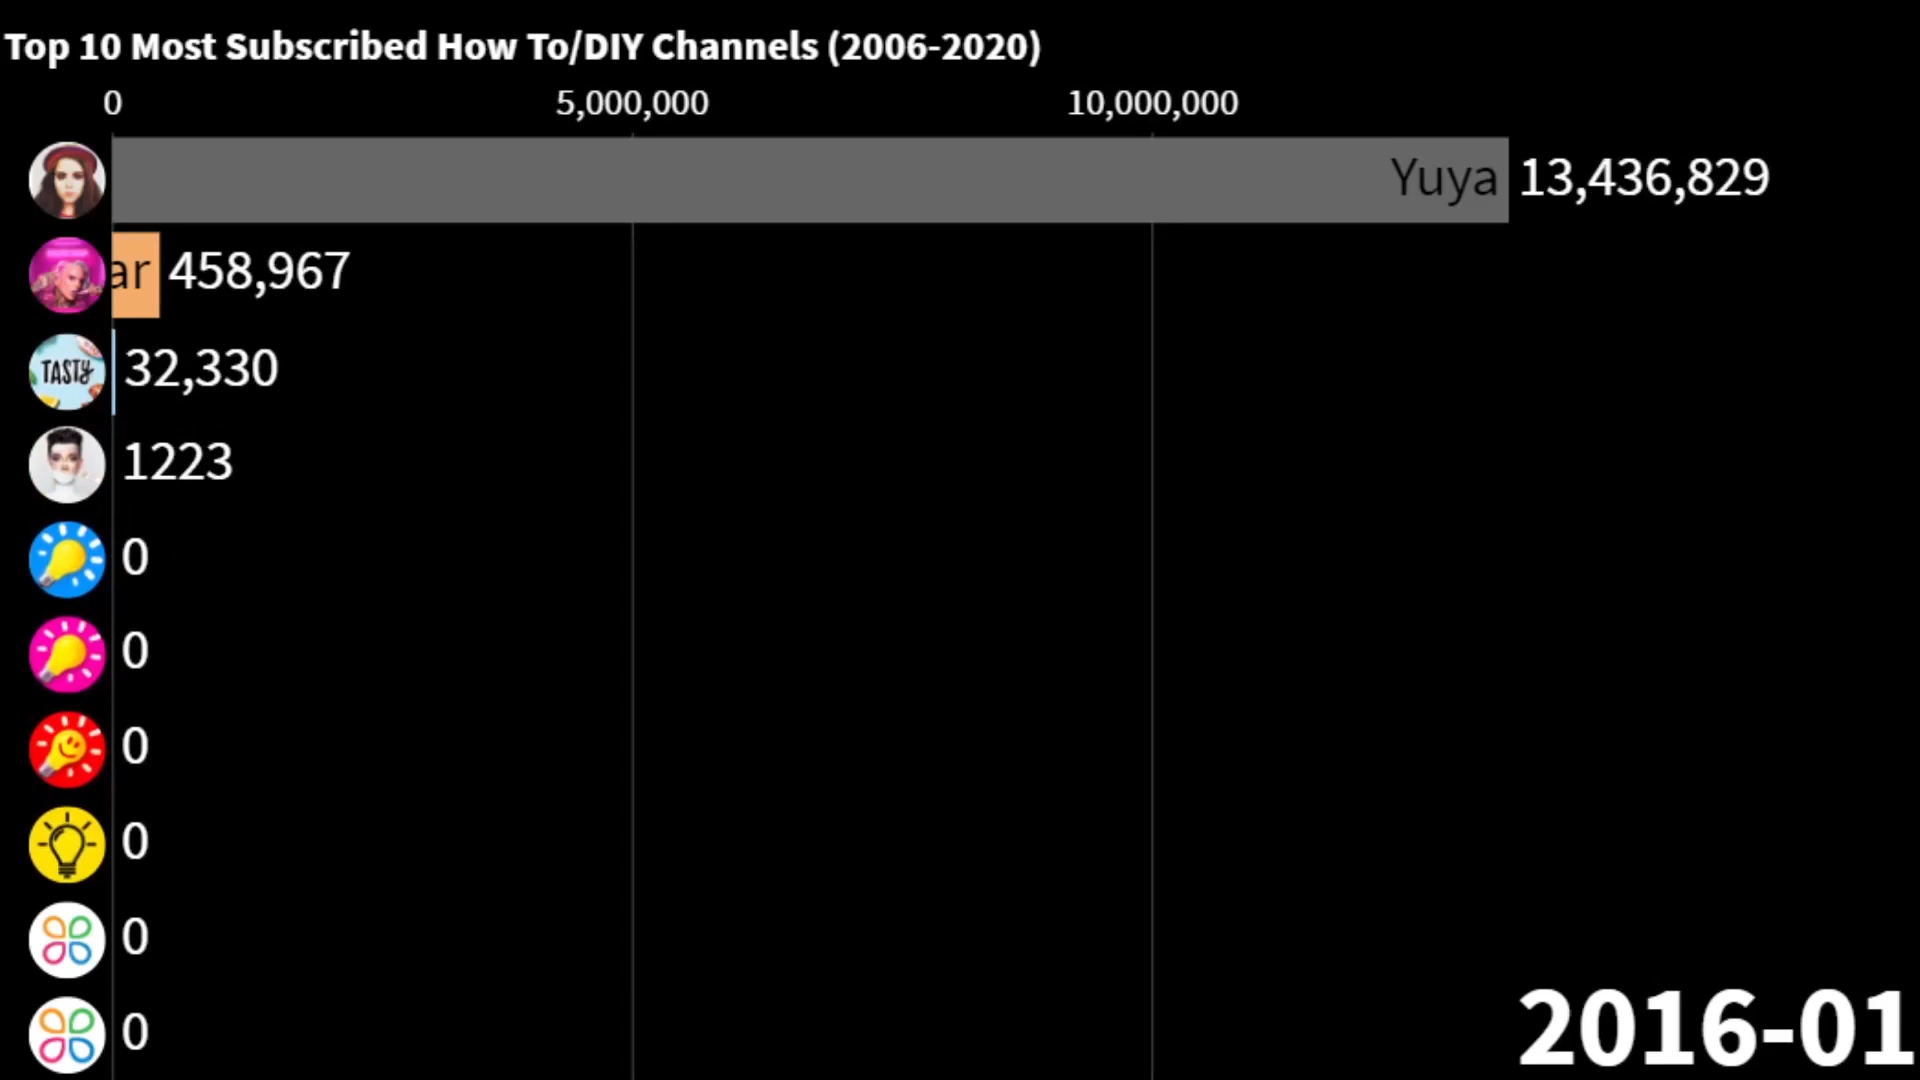 Top 10 Most Subscribed How To/DIY Channels (2006-2020)
0 5,000,000 10,000,000
Yuya 13,436,829
ar 458,967
TASTY 32,330
1223
0
0
0
0
0
0
2016-01